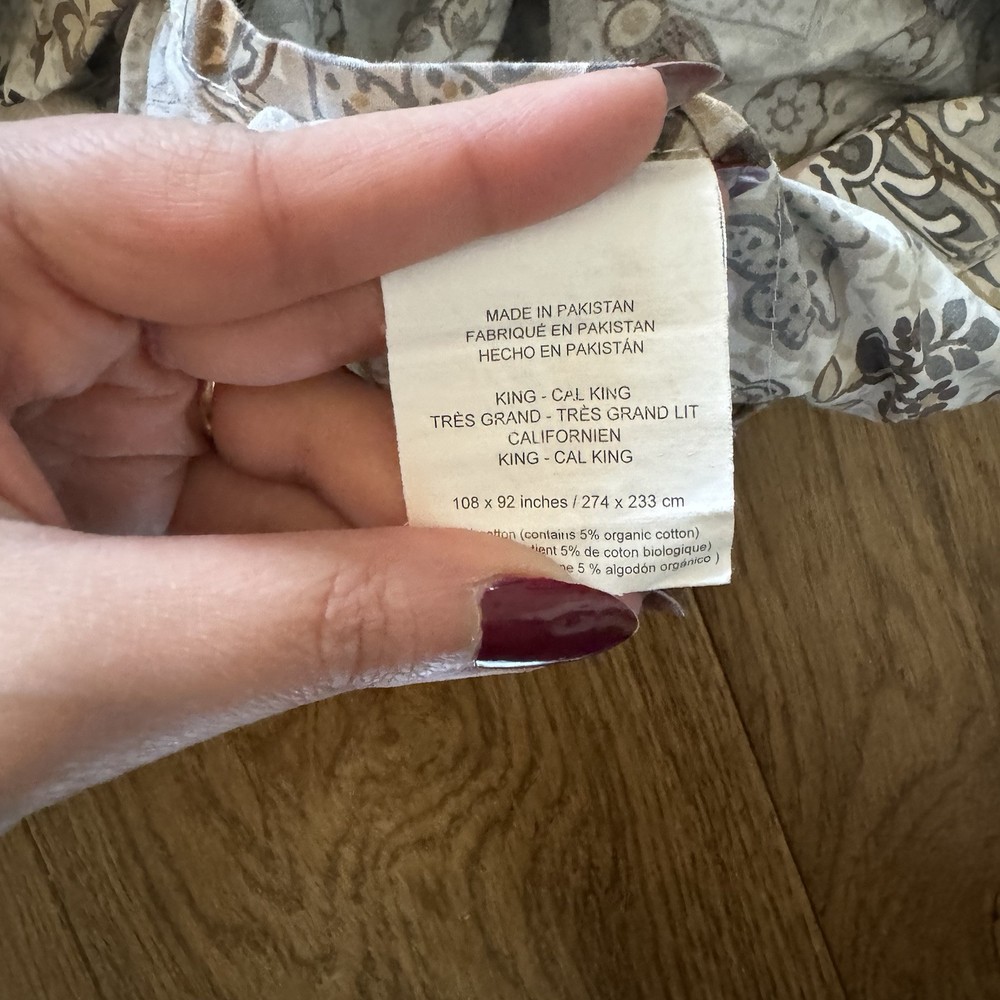 MADE IN PAKISTAN
FABRIQUÉ EN PAKISTAN
HECHO EN PAKISTÁN
KING - CAL KING
TRÈS GRAND - TRÈS GRAND LIT
CALIFORNIEN
KING - CAL KING
108 x 92 inches / 274 x 233 cm
(contains 5% organic cotton)
5% de coton biologique)
5 % algodón orgánico )